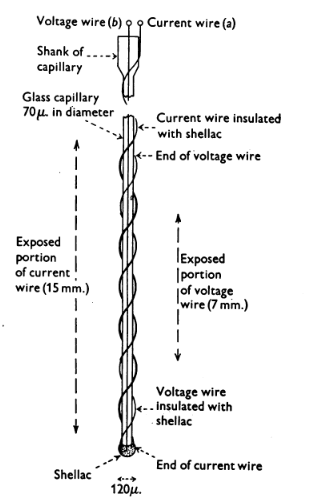 Voltage wire (b)
Current wire (a)
Shank of
capillary
Glass capillary
70μ. in diameter
Current wire insulated
with shellac
End of voltage wire
Exposed
portion
of current
wire (15 mm.)
Exposed
portion
of voltage
wire (7 mm.)
Voltage wire
insulated with
shellac
End of current wire
Shellac
120μ.